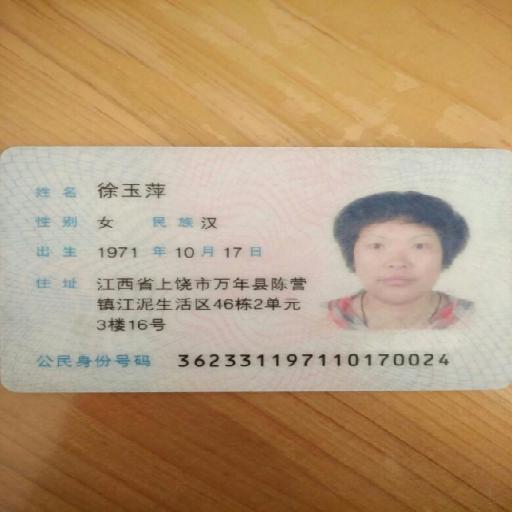 姓名 徐玉萍
性别 女 民族 汉
出生 1971 年 10 月 17 日
住址 江西省上饶市万年县陈营
镇江泥生活区46栋2单元
3楼16号
公民身份号码 362331197110170024